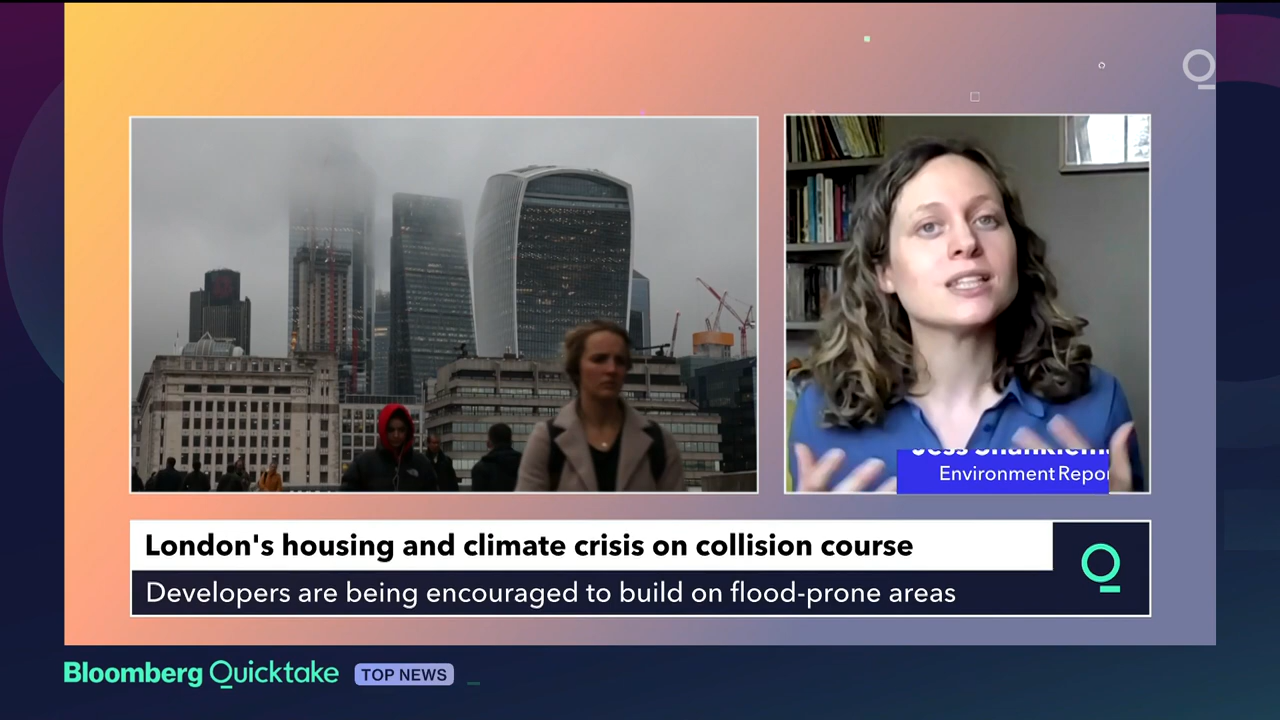 Environment Repor
London's housing and climate crisis on collision course
Developers are being encouraged to build on flood-prone areas
Bloomberg Quicktake TOP NEWS